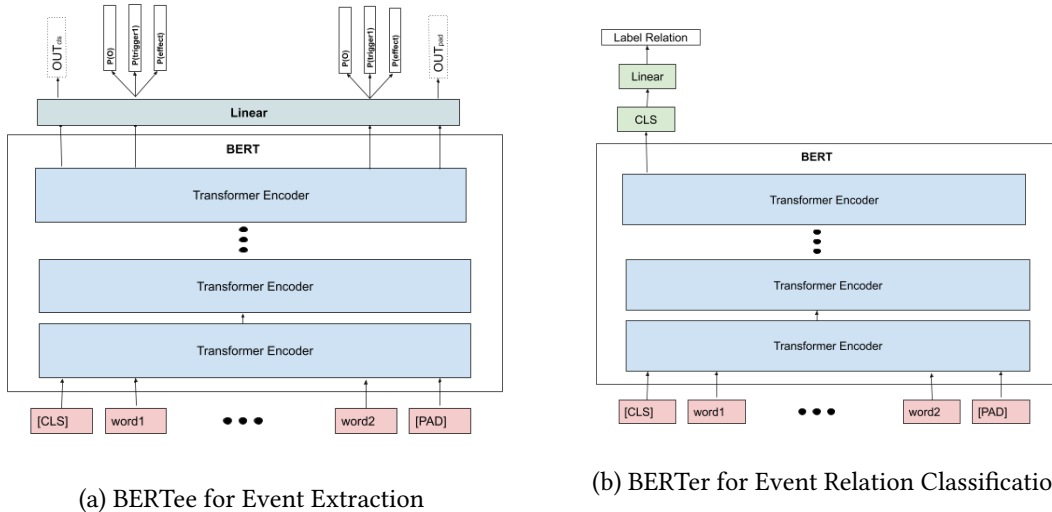 OUTcls
P(O)
P(trigger1)
P(effect)
P(O)
P(trigger1)
P(effect)
OUTpad
Linear
BERT
Transformer Encoder
Transformer Encoder
Transformer Encoder
[CLS]
word1
word2
[PAD]
(a) BERTee for Event Extraction
Label Relation
Linear
CLS
BERT
Transformer Encoder
Transformer Encoder
Transformer Encoder
[CLS]
word1
word2
[PAD]
(b) BERTer for Event Relation Classificatio